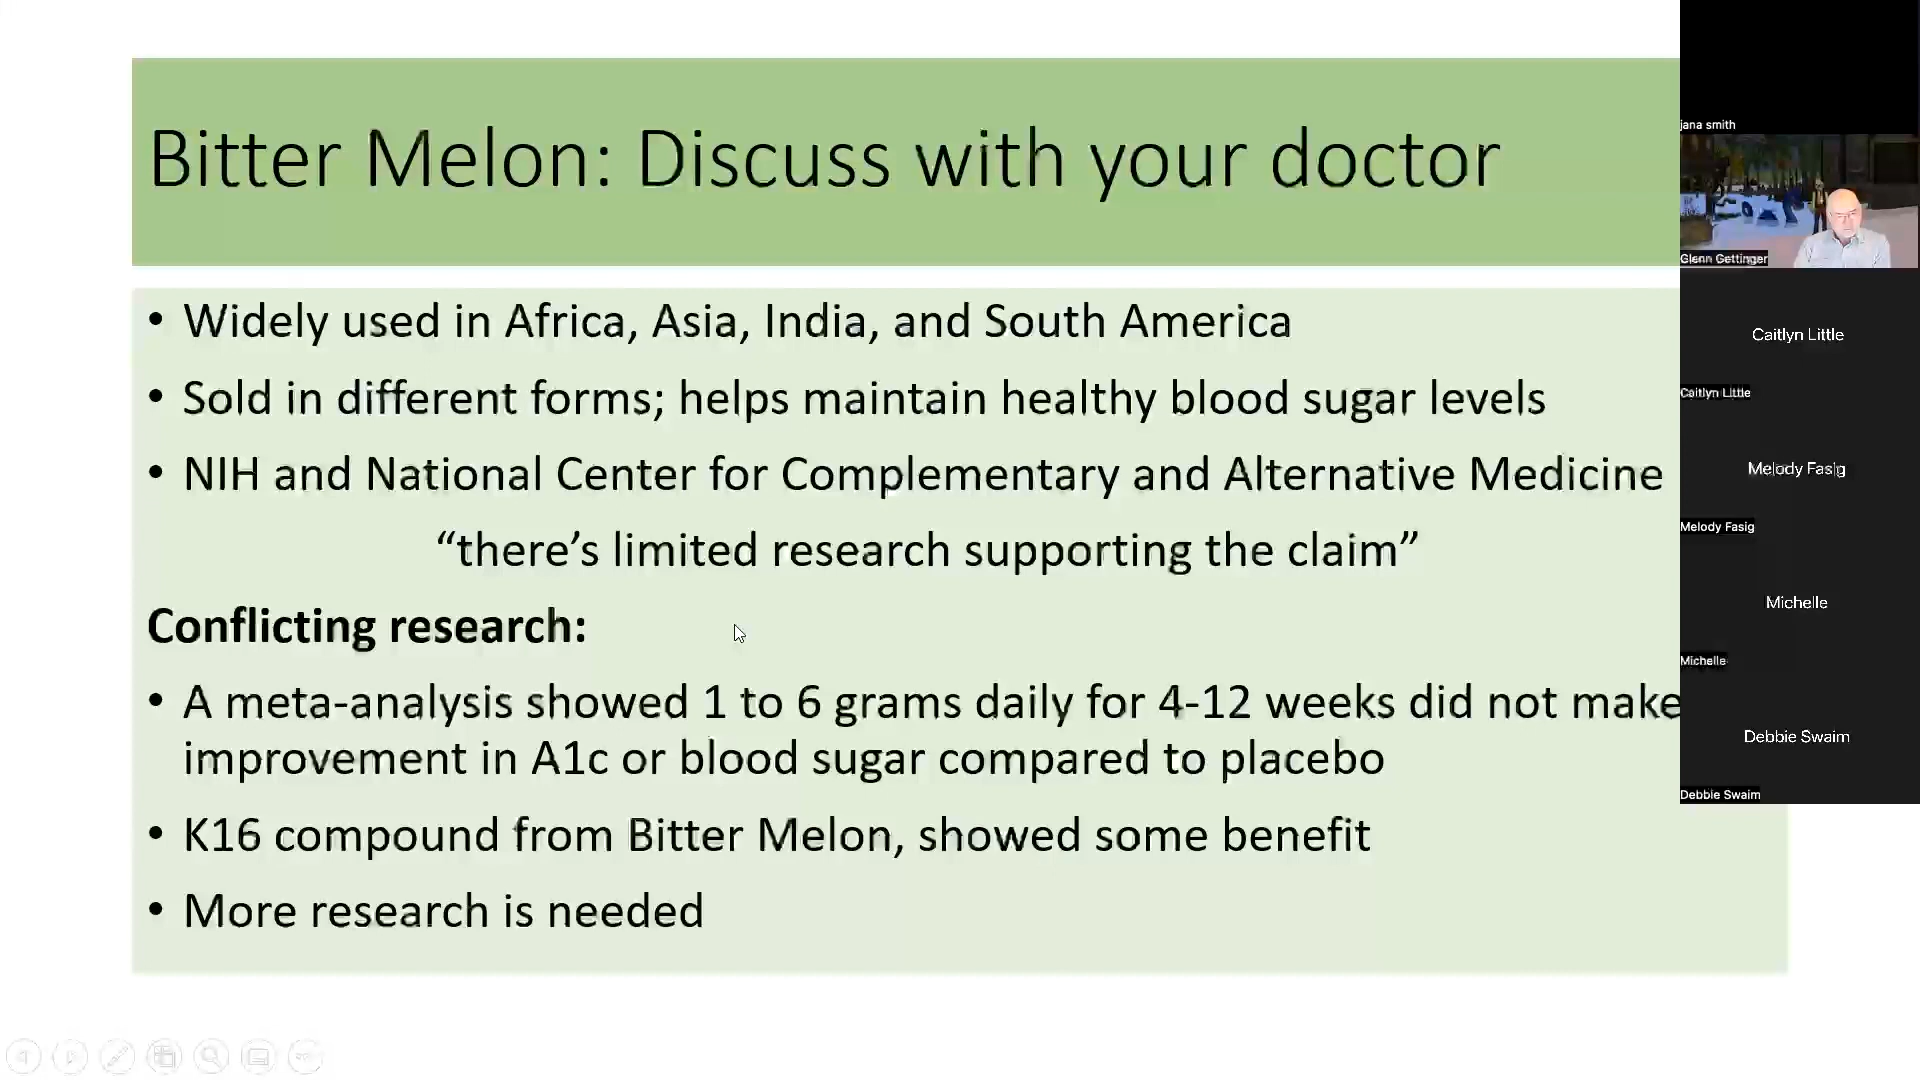 Bitter Melon: Discuss with your doctor
• Widely used in Africa, Asia, India, and South America
• Sold in different forms; helps maintain healthy blood sugar levels
• NIH and National Center for Complementary and Alternative Medicine
“there’s limited research supporting the claim”
Conflicting research:
• A meta-analysis showed 1 to 6 grams daily for 4-12 weeks did not make
improvement in A1c or blood sugar compared to placebo
• K16 compound from Bitter Melon, showed some benefit
• More research is needed
jana smith
Glenn Gettinger
Caitlyn Little
Caitlyn Little
Melody Fasig
Melody Fasig
Michelle
Michelle
Debbie Swaim
Debbie Swaim